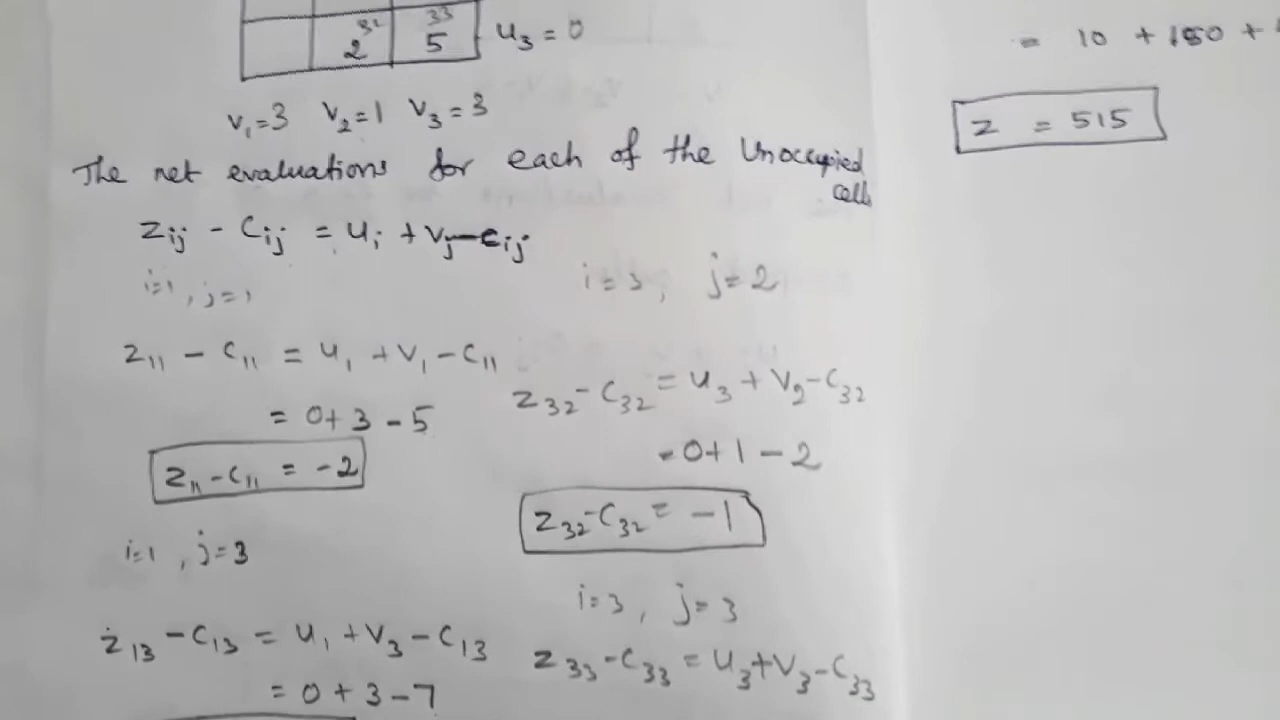 32 33
2 5 u₃ = 0
v₁=3 v₂=1 v₃=3
The net evaluations for each of the Unoccupied
cells
Zij - Cij = ui + vj - cij
i=1, j=1
Z₁₁ - C₁₁ = u₁ + v₁ - C₁₁
= 0+3-5
Z₁₁ - C₁₁ = -2
i=1, j=3
Z₁₃ - C₁₃ = u₁ + v₃ - C₁₃
= 0+3-7
i=3, j=2
Z₃₂ - C₃₂ = u₃ + v₂ - C₃₂
= 0+1-2
Z₃₂ - C₃₂ = -1
i=3, j=3
Z₃₃ - C₃₃ = u₃ + v₃ - C₃₃
= 10 + 180 +
Z = 515